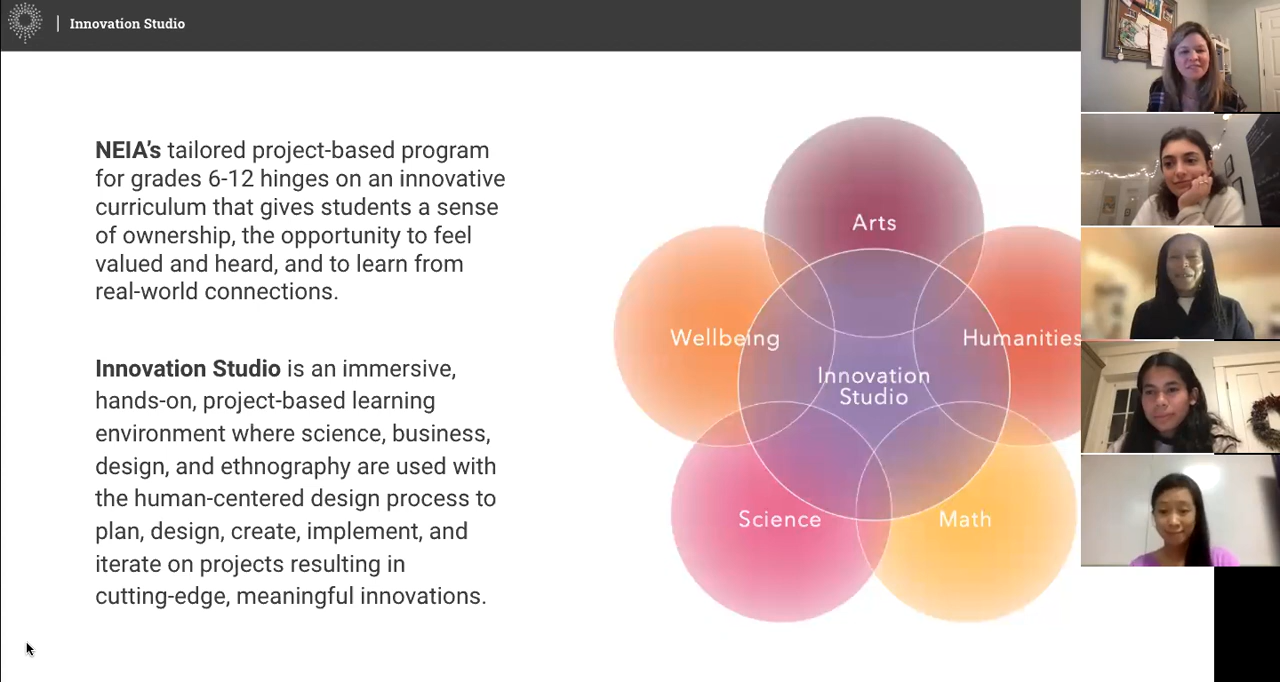 Innovation Studio
NEIA's tailored project-based program
for grades 6-12 hinges on an innovative
curriculum that gives students a sense
of ownership, the opportunity to feel
valued and heard, and to learn from
real-world connections.
Innovation Studio is an immersive,
hands-on, project-based learning
environment where science, business,
design, and ethnography are used with
the human-centered design process to
plan, design, create, implement, and
iterate on projects resulting in
cutting-edge, meaningful innovations.
Arts
Wellbeing
Humanities
Innovation
Studio
Science
Math